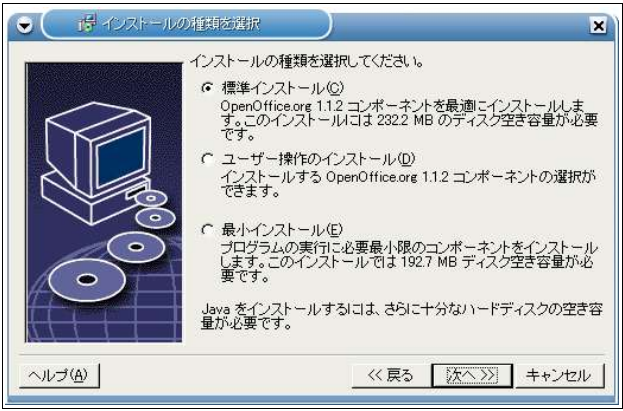 インストールの種類を選択
インストールの種類を選択してください。
標準インストール(C)
OpenOffice.org 1.1.2 コンポーネントを最適にインストールしま
す。このインストールには 232.2 MB のディスク空き容量が必要
です。
ユーザー操作のインストール(D)
インストールする OpenOffice.org 1.1.2 コンポーネントの選択が
できます。
最小インストール(E)
プログラムの実行に必要最小限のコンポーネントをインストール
します。このインストールでは 192.7 MB ディスク空き容量が必
要です。
Java をインストールするには、さらに十分なハードディスクの空き容
量が必要です。
ヘルプ(A)
<< 戻る
次へ >>
キャンセル